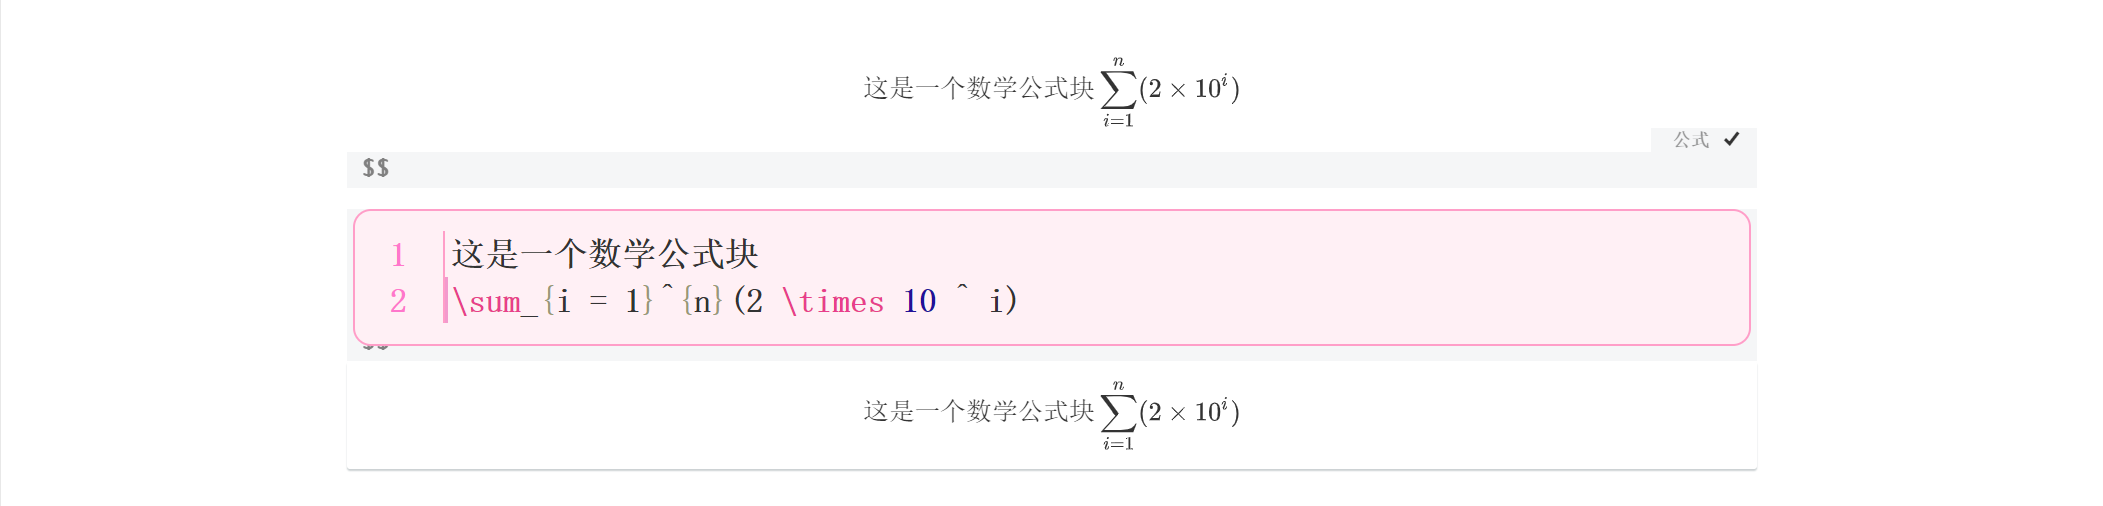 这是一个数学公式块 \sum_{i=1}^{n}(2 \times 10^i)
公式
$$
1 这是一个数学公式块
2 \sum_{i = 1}^{n}(2 \times 10 ^ i)
$$
这是一个数学公式块 \sum_{i=1}^{n}(2 \times 10^i)